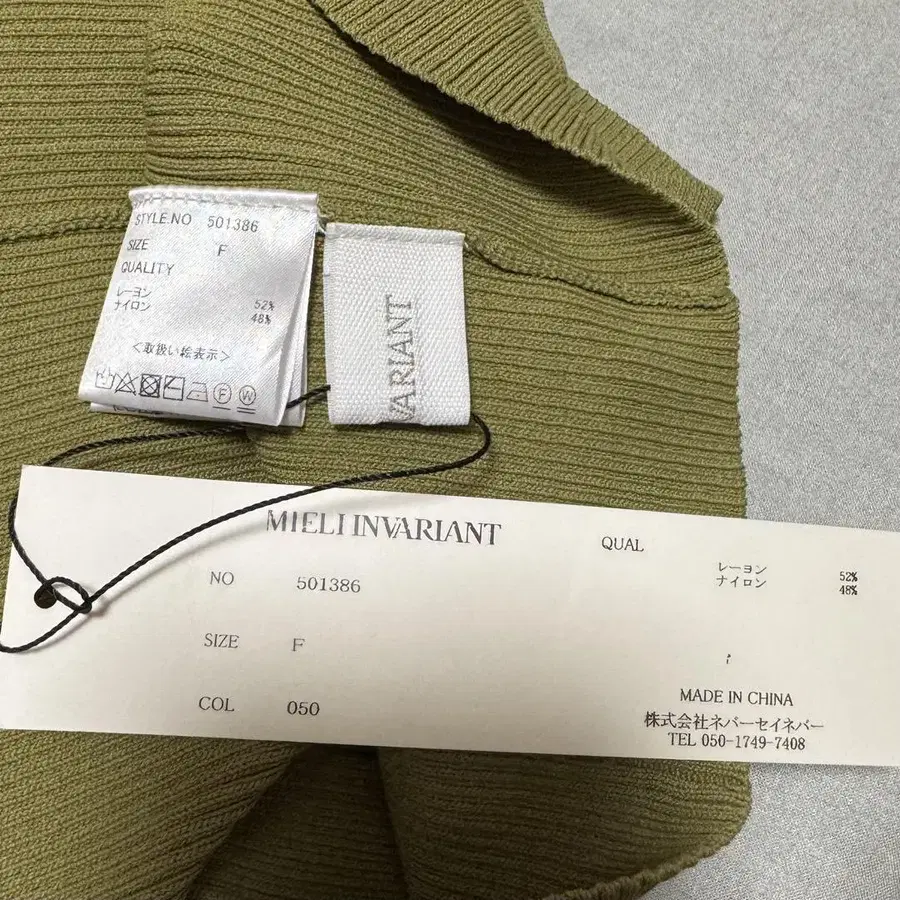 STYLE.NO 501386
SIZE F
QUALITY
レーヨン 52%
ナイロン 48%
＜取扱い絵表示＞
F W
VARIANT
MIELI INVARIANT
NO 501386
SIZE F
COL 050
QUAL
レーヨン 52%
ナイロン 48%
MADE IN CHINA
株式会社ネバーセイネバー
TEL 050-1749-7408